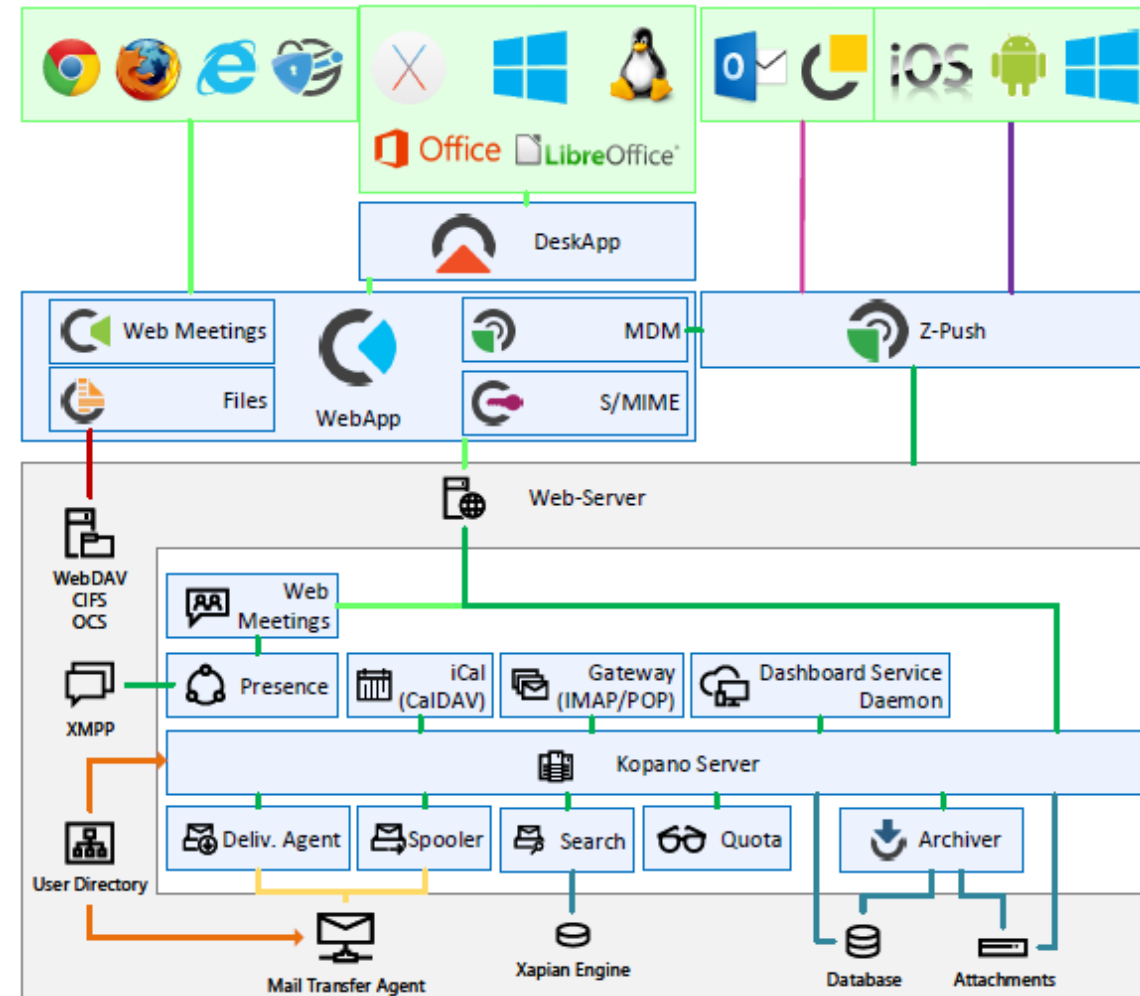 iOS
Office
LibreOffice
DeskApp
Web Meetings
Files
WebApp
MDM
S/MIME
Z-Push
Web-Server
WebDAV
CIFS
OCS
XMPP
User Directory
Web
Meetings
Presence
iCal
(CalDAV)
Gateway
(IMAP/POP)
Dashboard Service
Daemon
Kopano Server
Deliv. Agent
Spooler
Search
Quota
Archiver
Mail Transfer Agent
Xapian Engine
Database
Attachments